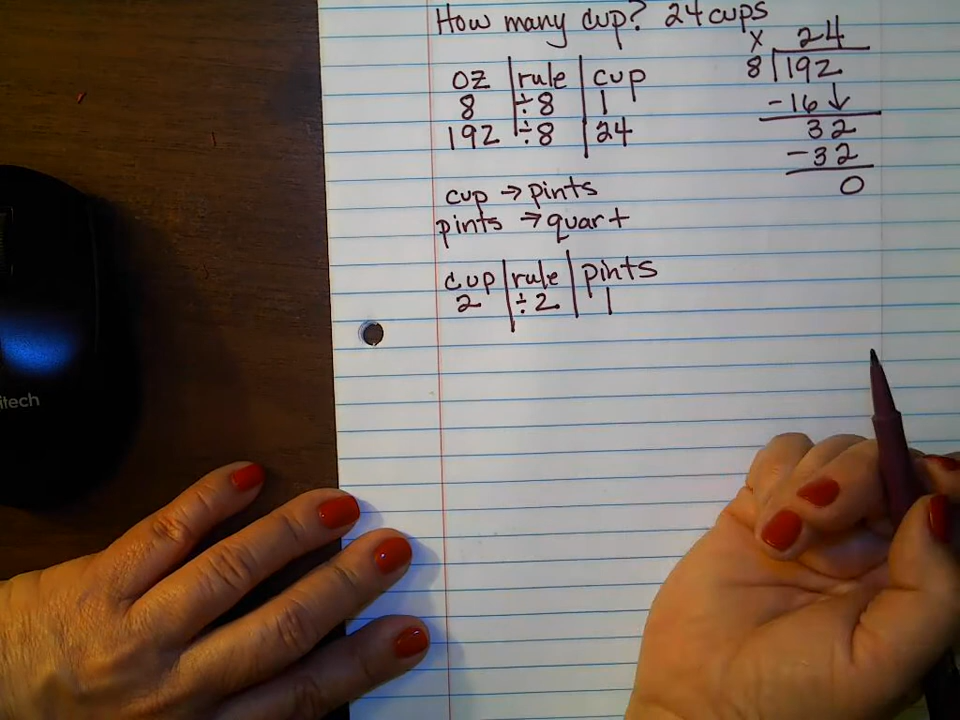 How many cup? 24 cups
oz rule cup
8 ÷8 1
192 ÷8 24
cup → pints
pints → quart
cup rule pints
2 ÷2 1
x 24
8 192
-16 ↓
32
-32
0
itech